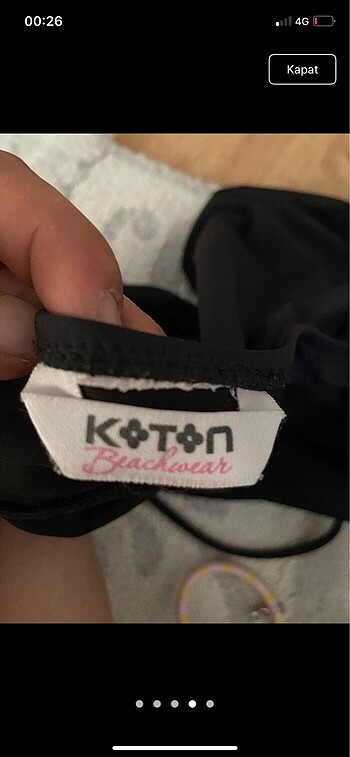 00:26
4G
Kapat
KOTON
Beachwear